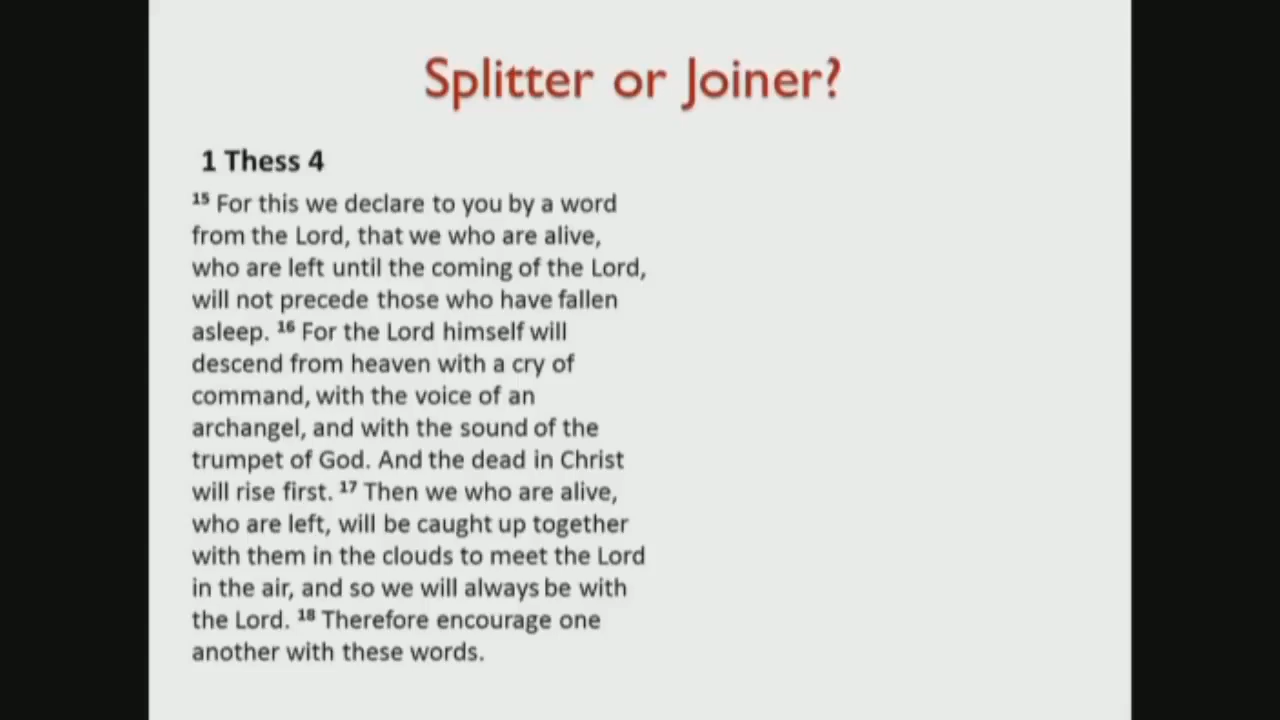 Splitter or Joiner?
1 Thess 4
15 For this we declare to you by a word
from the Lord, that we who are alive,
who are left until the coming of the Lord,
will not precede those who have fallen
asleep. 16 For the Lord himself will
descend from heaven with a cry of
command, with the voice of an
archangel, and with the sound of the
trumpet of God. And the dead in Christ
will rise first. 17 Then we who are alive,
who are left, will be caught up together
with them in the clouds to meet the Lord
in the air, and so we will always be with
the Lord. 18 Therefore encourage one
another with these words.